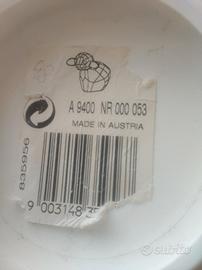 A 9400 NR 000 053
MADE IN AUSTRIA
835956
9 003148 3
subito